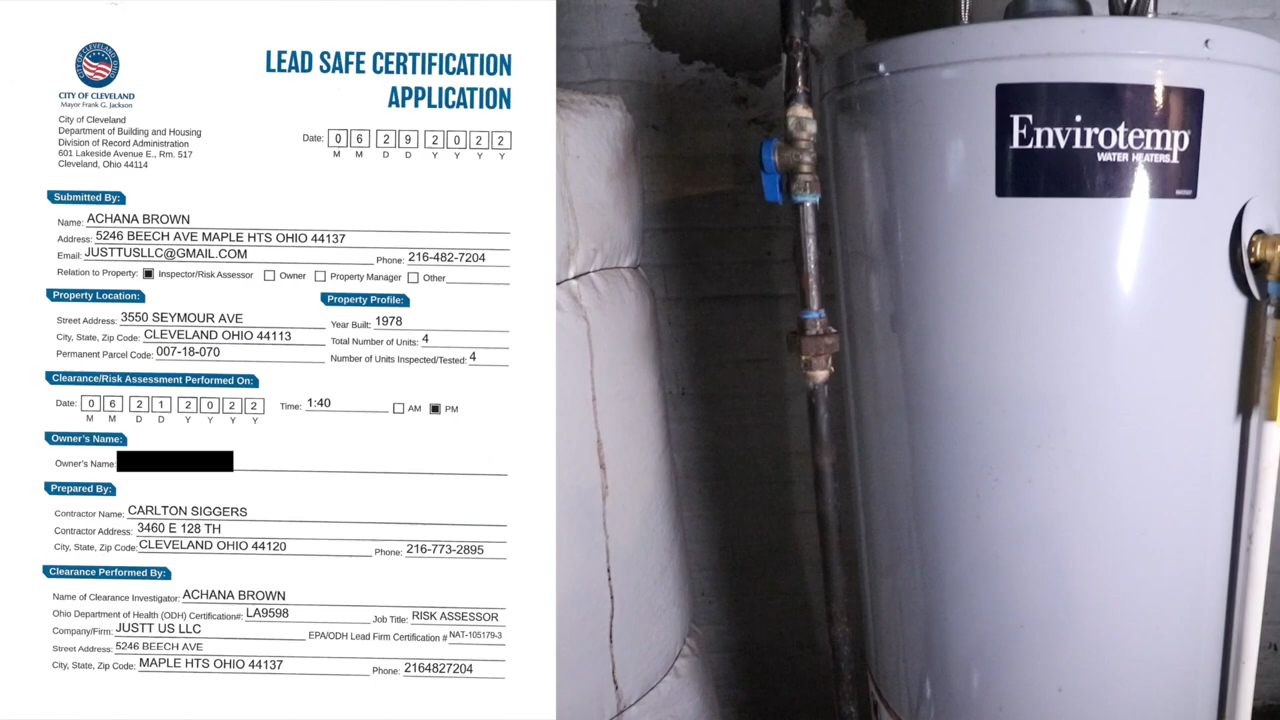 LEAD SAFE CERTIFICATION
APPLICATION
CITY OF CLEVELAND
Mayor Frank G. Jackson
City of Cleveland
Department of Building and Housing
Division of Record Administration
601 Lakeside Avenue E., Rm. 517
Cleveland, Ohio 44114
Date: 0 6 2 9 2 0 2 2
M M D D Y Y Y Y
Submitted By:
Name: ACHANA BROWN
Address: 5246 BEECH AVE MAPLE HTS OHIO 44137
Email: JUSTTUSLLC@GMAIL.COM Phone: 216-482-7204
Relation to Property: Inspector/Risk Assessor Owner Property Manager Other
Property Location:
Street Address: 3550 SEYMOUR AVE
City, State, Zip Code: CLEVELAND OHIO 44113
Permanent Parcel Code: 007-18-070
Property Profile:
Year Built: 1978
Total Number of Units: 4
Number of Units Inspected/Tested: 4
Clearance/Risk Assessment Performed On:
Date: 0 6 2 1 2 0 2 2 Time: 1:40 AM PM
M M D D Y Y Y Y
Owner's Name:
Owner's Name:
Prepared By:
Contractor Name: CARLTON SIGGERS
Contractor Address: 3460 E 128 TH
City, State, Zip Code: CLEVELAND OHIO 44120 Phone: 216-773-2895
Clearance Performed By:
Name of Clearance Investigator: ACHANA BROWN
Ohio Department of Health (ODH) Certification#: LA9598 Job Title: RISK ASSESSOR
Company/Firm: JUSTT US LLC EPA/ODH Lead Firm Certification # NAT-105179-3
Street Address: 5246 BEECH AVE
City, State, Zip Code: MAPLE HTS OHIO 44137 Phone: 2164827204
Envirotemp
WATER HEATERS